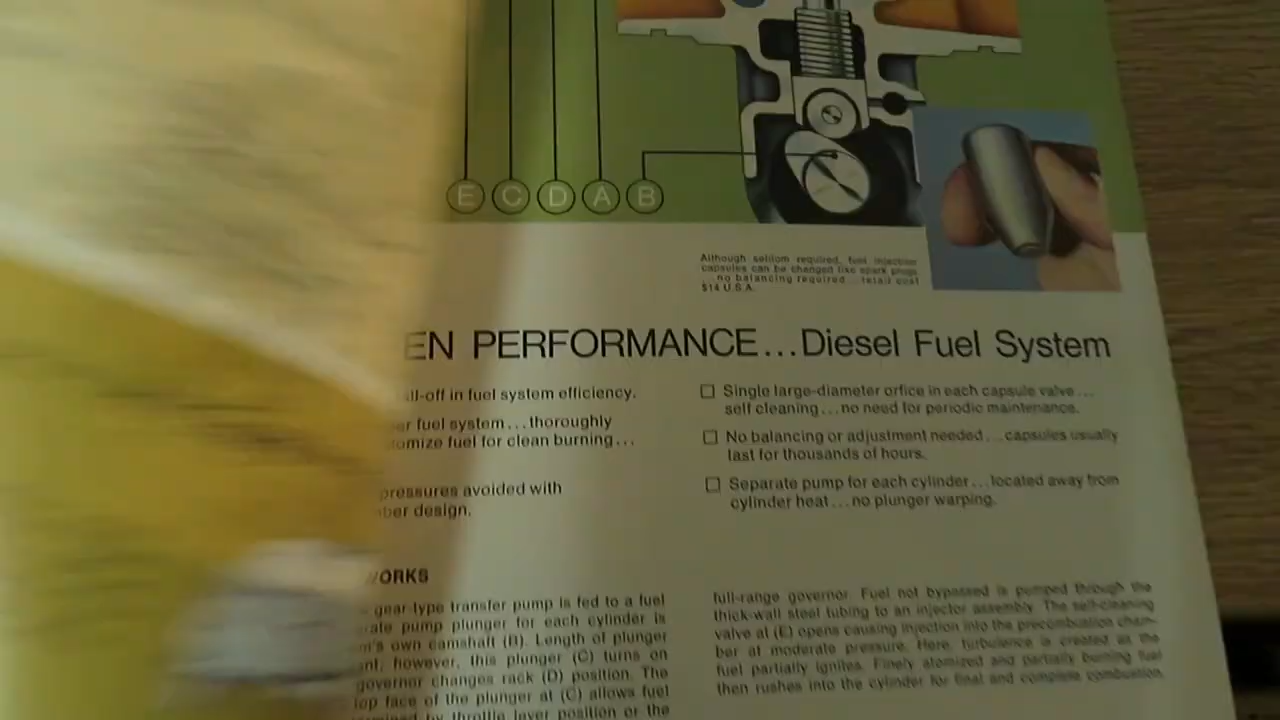 E C D A B
Although seldom required, fuel injection
capsules can be changed like spark plugs
...no balancing required...retail cost
$14 U.S.A.
EN PERFORMANCE...Diesel Fuel System
ll-off in fuel system efficiency.
er fuel system...thoroughly
omize fuel for clean burning...
pressures avoided with
ber design.
□ Single large-diameter orfice in each capsule valve...
self cleaning...no need for periodic maintenance.
□ No balancing or adjustment needed...capsules usually
last for thousands of hours.
□ Separate pump for each cylinder...located away from
cylinder heat...no plunger warping.
ORKS
gear-type transfer pump is fed to a fuel
ate pump plunger for each cylinder is
m's own camshaft (B). Length of plunger
ant, however, this plunger (C) turns on
governor changes rack (D) position. The
top face of the plunger at (C) allows fuel
rmined by throttle lever position or the
full-range governor. Fuel not bypassed is pumped through the
thick-wall steel tubing to an injector assembly. The self-cleaning
valve at (E) opens causing injection into the precombustion cham-
ber at moderate pressure. Here, turbulence is created as the
fuel partially ignites. Finely atomized and partially burning fuel
then rushes into the cylinder for final and complete combustion.